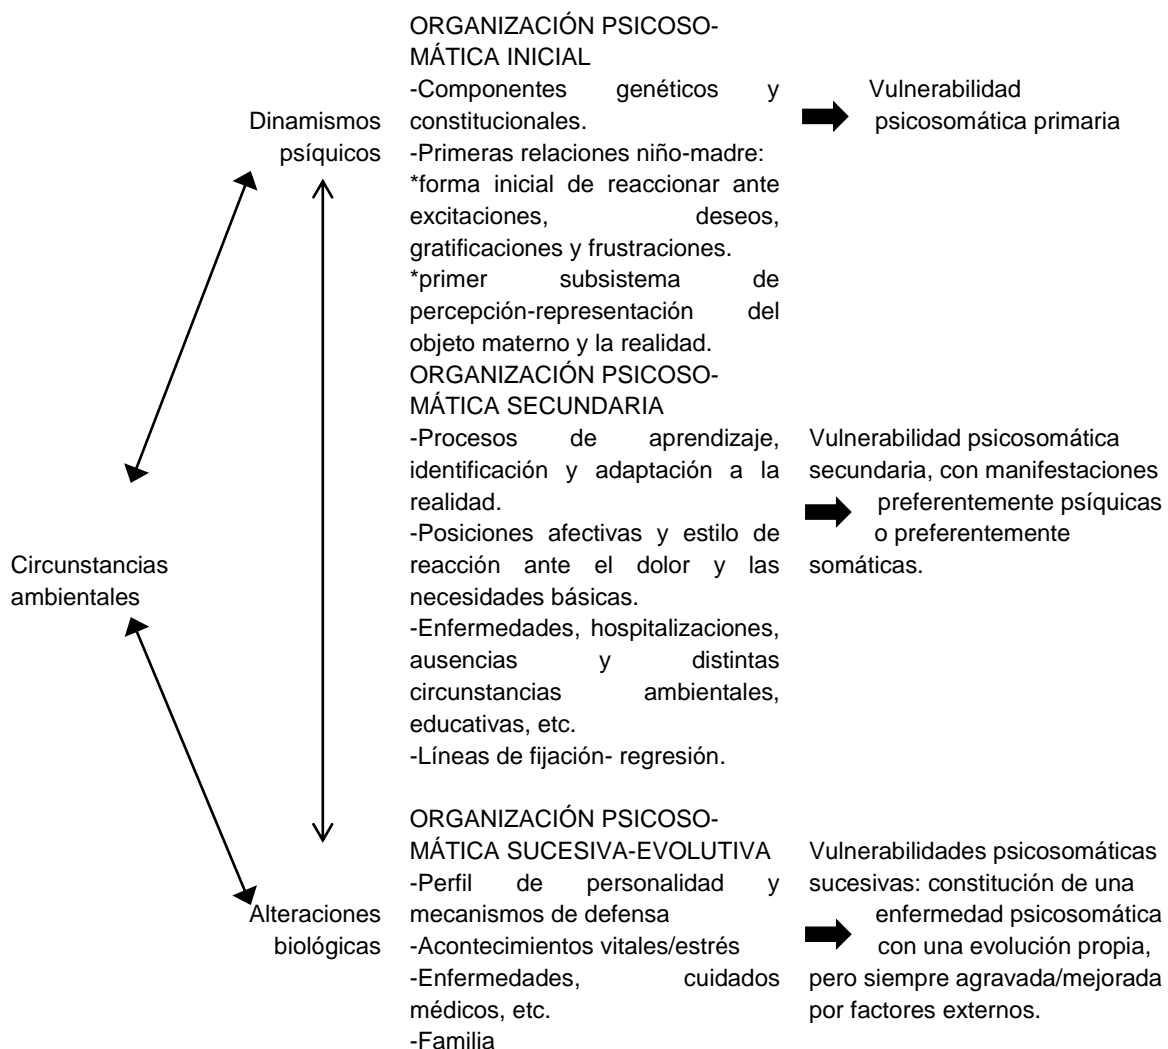 ORGANIZACIÓN PSICOSO-
MÁTICA INICIAL
-Componentes genéticos y
constitucionales.
-Primeras relaciones niño-madre:
*forma inicial de reaccionar ante
excitaciones, deseos,
gratificaciones y frustraciones.
*primer subsistema de
percepción-representación del
objeto materno y la realidad.
Vulnerabilidad
psicosomática primaria
Dinamismos
psíquicos
ORGANIZACIÓN PSICOSO-
MÁTICA SECUNDARIA
-Procesos de aprendizaje,
identificación y adaptación a la
realidad.
-Posiciones afectivas y estilo de
reacción ante el dolor y las
necesidades básicas.
-Enfermedades, hospitalizaciones,
ausencias y distintas
circunstancias ambientales,
educativas, etc.
-Líneas de fijación- regresión.
Vulnerabilidad psicosomática
secundaria, con manifestaciones
preferentemente psíquicas
o preferentemente
somáticas.
Circunstancias
ambientales
ORGANIZACIÓN PSICOSO-
MÁTICA SUCESIVA-EVOLUTIVA
-Perfil de personalidad y
mecanismos de defensa
-Acontecimientos vitales/estrés
-Enfermedades, cuidados
médicos, etc.
-Familia
Vulnerabilidades psicosomáticas
sucesivas: constitución de una
enfermedad psicosomática
con una evolución propia,
pero siempre agravada/mejorada
por factores externos.
Alteraciones
biológicas